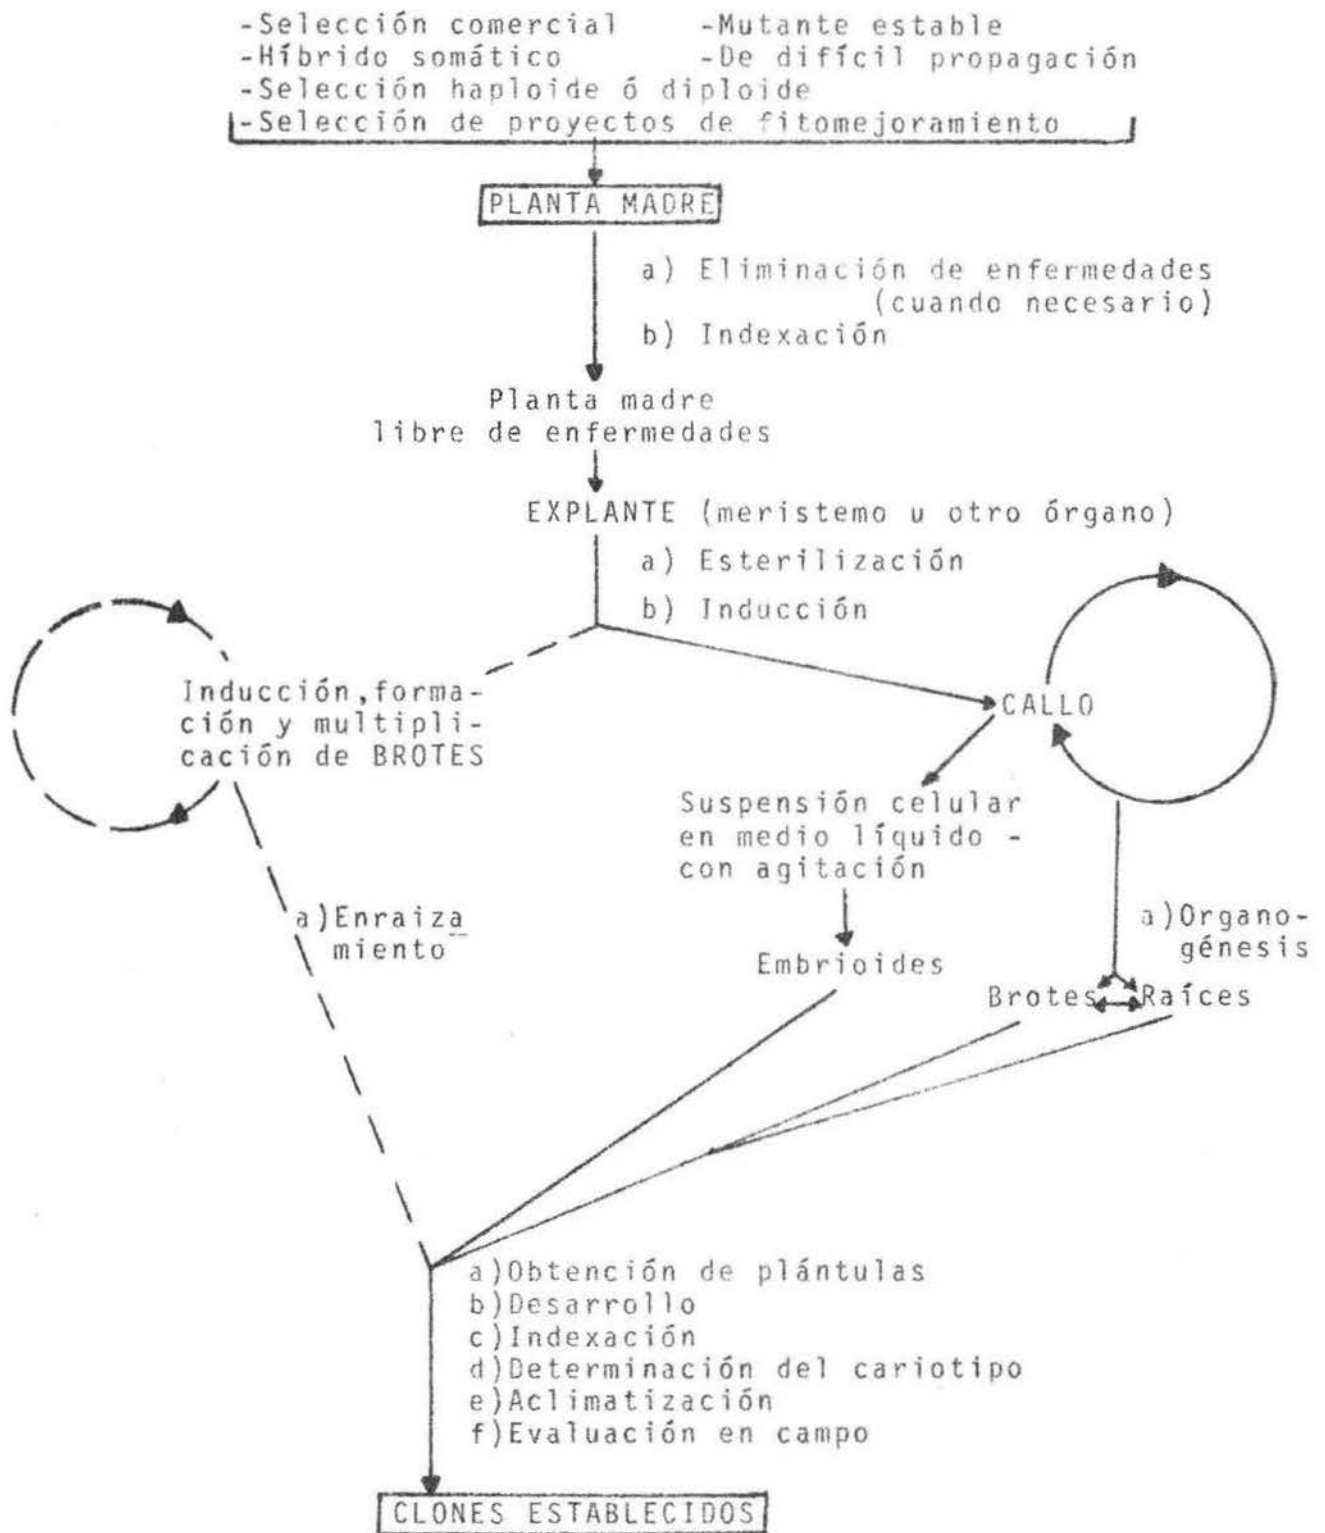 -Selección comercial -Mutante estable
-Híbrido somático -De difícil propagación
-Selección haploide ó diploide
-Selección de proyectos de fitomejoramiento
PLANTA MADRE
a) Eliminación de enfermedades
(cuando necesario)
b) Indexación
Planta madre
libre de enfermedades
EXPLANTE (meristemo u otro órgano)
a) Esterilización
b) Inducción
Inducción,forma-
ción y multipli-
cación de BROTES
CALLO
Suspensión celular
en medio líquido -
con agitación
a)Enraiza
miento
a)Organo-
génesis
Embrioides
Brotes Raíces
a)Obtención de plántulas
b)Desarrollo
c)Indexación
d)Determinación del cariotipo
e)Aclimatización
f)Evaluación en campo
CLONES ESTABLECIDOS